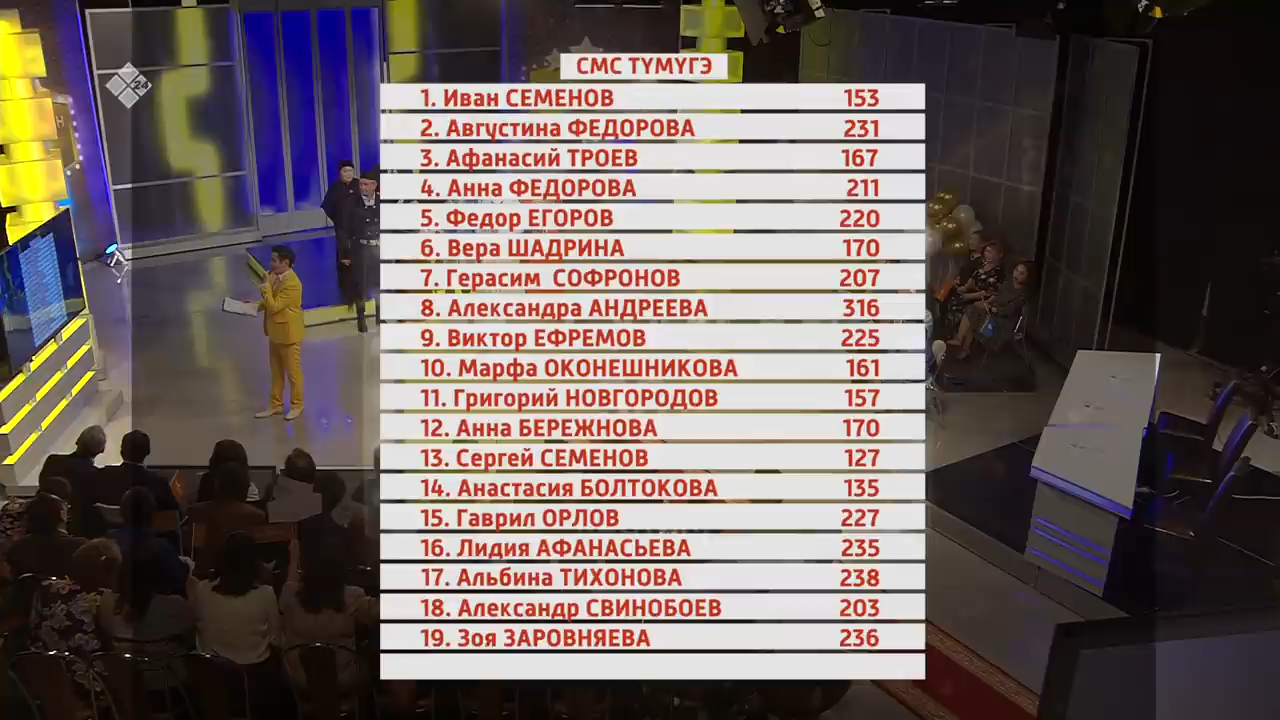 24
СМС ТҮМҮГЭ
1. Иван СЕМЕНОВ 153
2. Августина ФЕДОРОВА 231
3. Афанасий ТРОЕВ 167
4. Анна ФЕДОРОВА 211
5. Федор ЕГОРОВ 220
6. Вера ШАДРИНА 170
7. Герасим СОФРОНОВ 207
8. Александра АНДРЕЕВА 316
9. Виктор ЕФРЕМОВ 225
10. Марфа ОКОНЕШНИКОВА 161
11. Григорий НОВГОРОДОВ 157
12. Анна БЕРЕЖНОВА 170
13. Сергей СЕМЕНОВ 127
14. Анастасия БОЛТОКОВА 135
15. Гаврил ОРЛОВ 227
16. Лидия АФАНАСЬЕВА 235
17. Альбина ТИХОНОВА 238
18. Александр СВИНОБОЕВ 203
19. Зоя ЗАРОВНЯЕВА 236